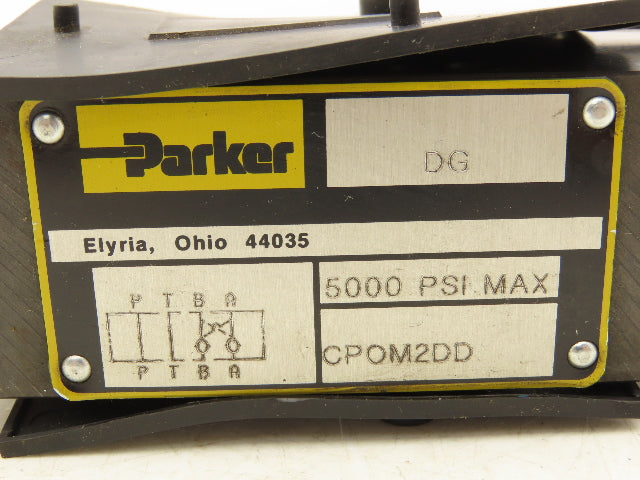 Parker
DG
Elyria, Ohio 44035
P T B A
P T B A
5000 PSI MAX
CPOM2DD